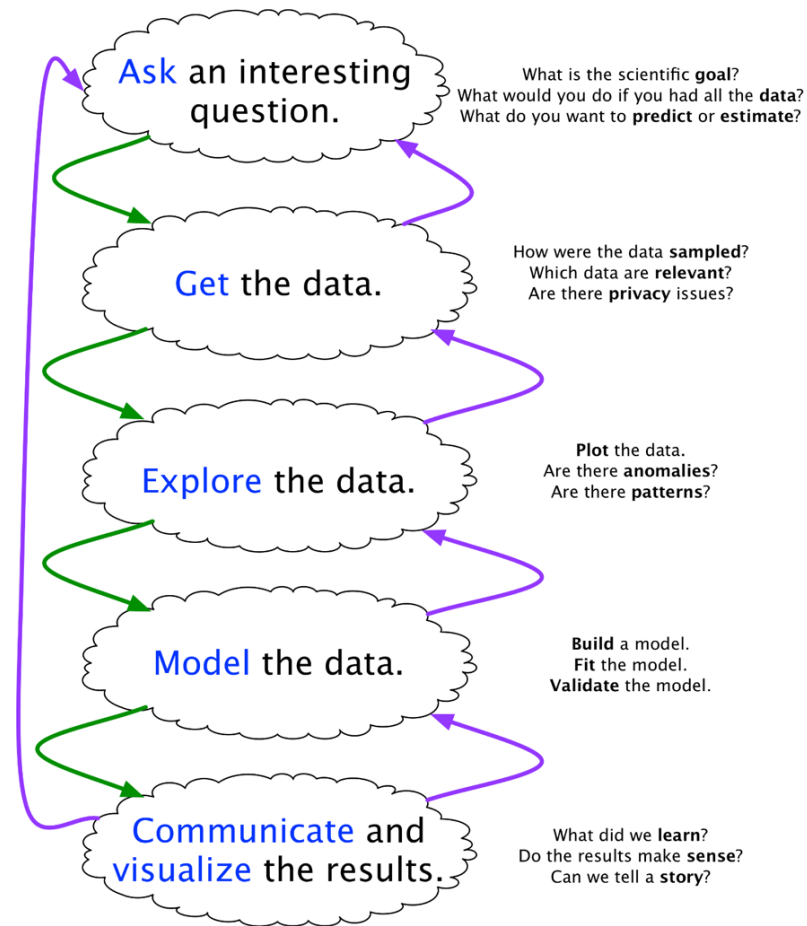 Ask an interesting
question.
What is the scientific goal?
What would you do if you had all the data?
What do you want to predict or estimate?
Get the data.
How were the data sampled?
Which data are relevant?
Are there privacy issues?
Explore the data.
Plot the data.
Are there anomalies?
Are there patterns?
Model the data.
Build a model.
Fit the model.
Validate the model.
Communicate and
visualize the results.
What did we learn?
Do the results make sense?
Can we tell a story?